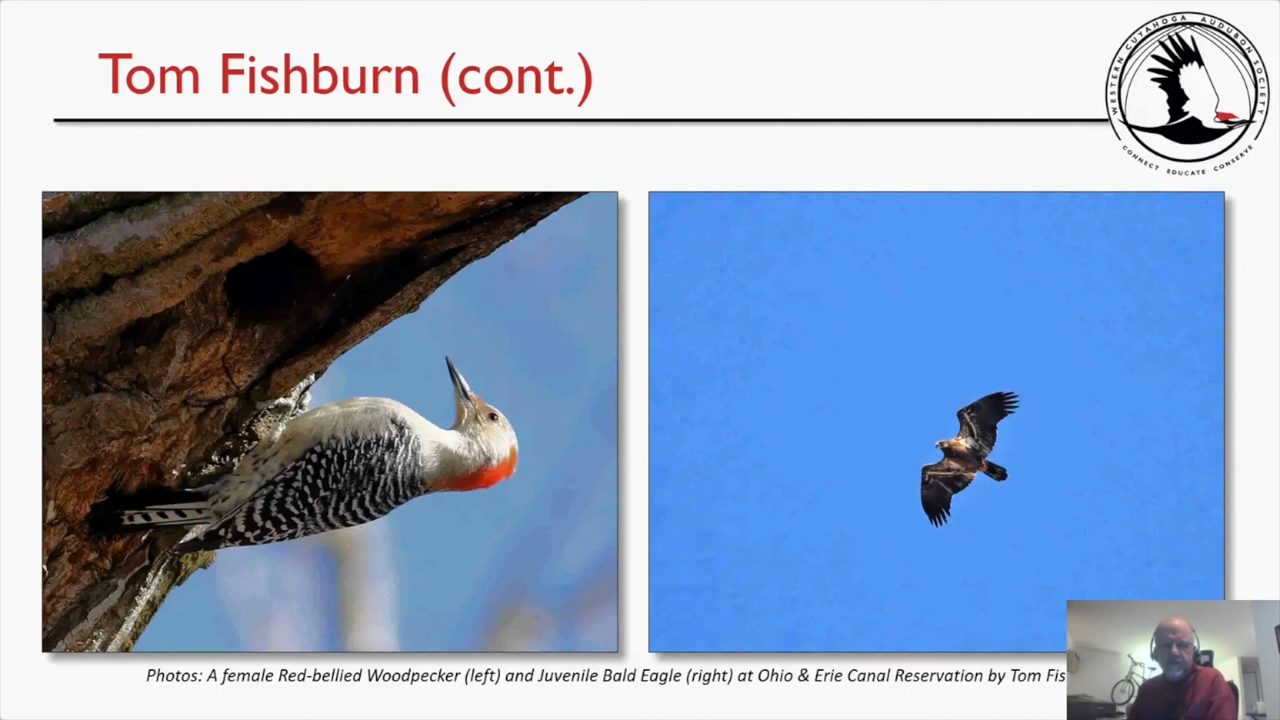 Tom Fishburn (cont.)
WESTERN CUYAHOGA AUDUBON SOCIETY
CONNECT EDUCATE CONSERVE
Photos: A female Red-bellied Woodpecker (left) and Juvenile Bald Eagle (right) at Ohio & Erie Canal Reservation by Tom Fis